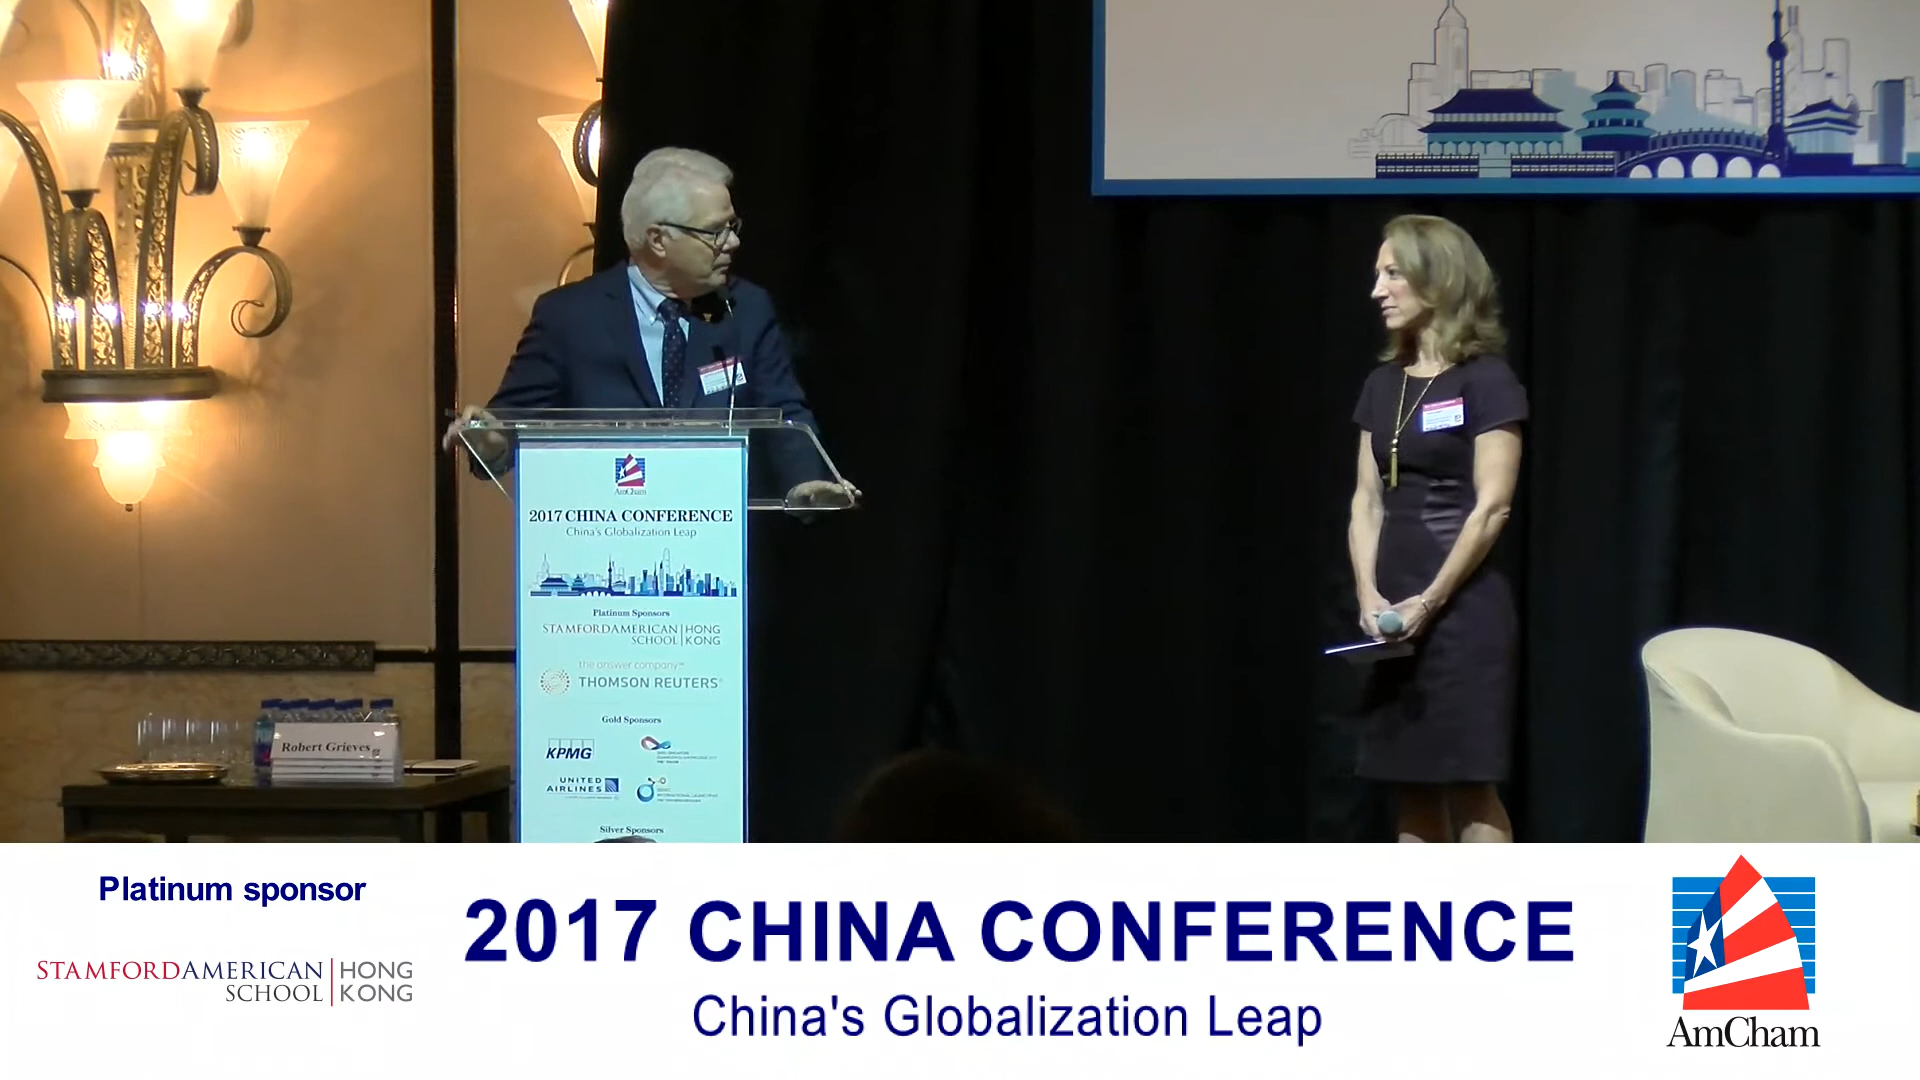 AmCham
2017 CHINA CONFERENCE
China's Globalization Leap
Platinum Sponsors
STAMFORDAMERICAN HONG
SCHOOL KONG
the answer company™
THOMSON REUTERS®
Gold Sponsors
KPMG
UNITED
AIRLINES
Silver Sponsors
Robert Grieves
Platinum sponsor
STAMFORDAMERICAN HONG
SCHOOL KONG
2017 CHINA CONFERENCE
China's Globalization Leap
AmCham